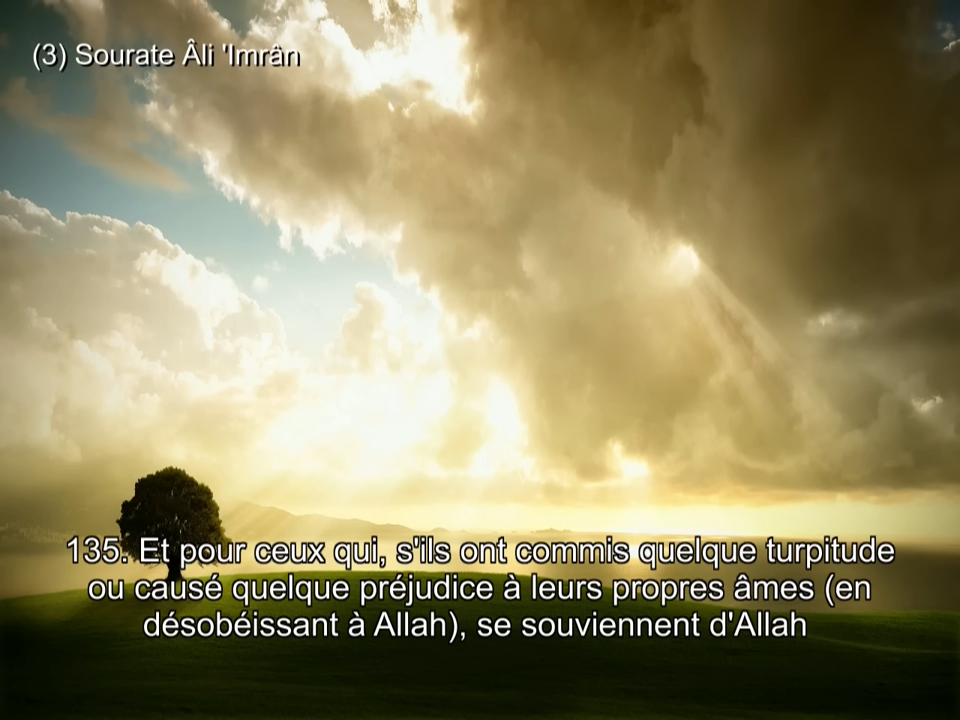 (3) Sourate Âli 'Imrân
135. Et pour ceux qui, s'ils ont commis quelque turpitude
ou causé quelque préjudice à leurs propres âmes (en
désobéissant à Allah), se souviennent d'Allah